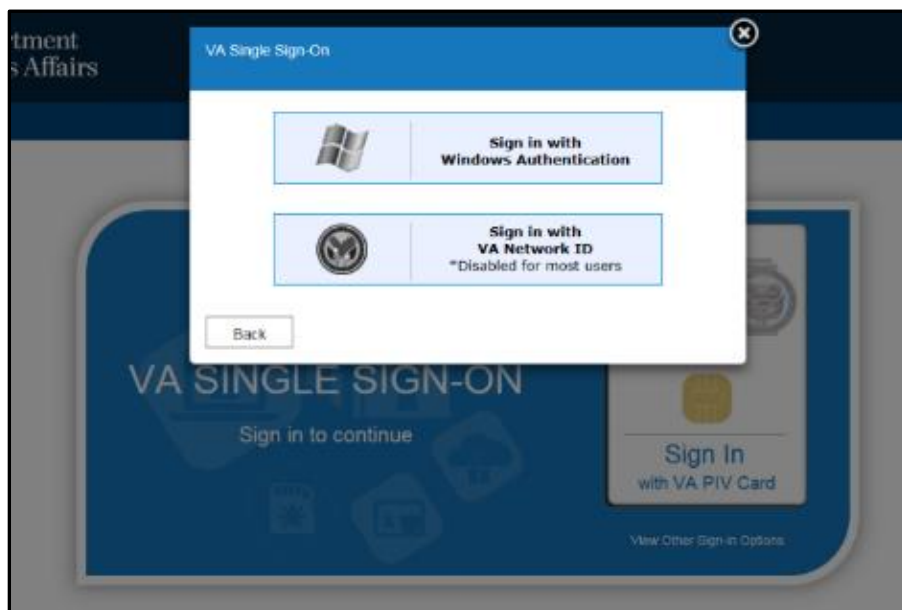 tment
s Affairs
VA Single Sign-On
Sign in with
Windows Authentication
Sign in with
VA Network ID
*Disabled for most users
Back
VA SINGLE SIGN-ON
Sign in to continue
Sign In
with VA PIV Card
View Other Sign-in Options